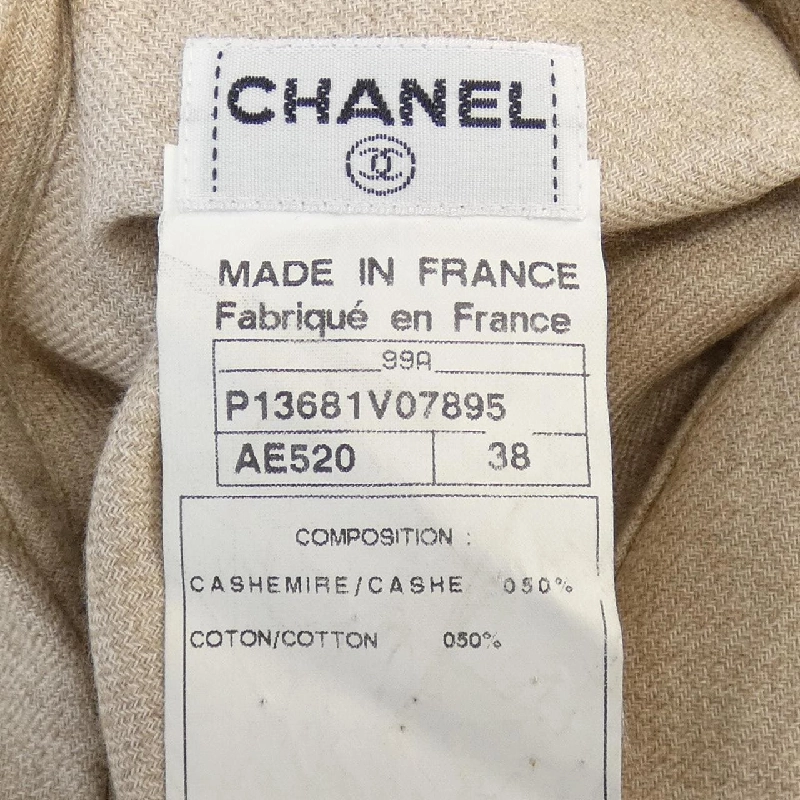 CHANEL
MADE IN FRANCE
Fabriqué en France
99A
P13681V07895
AE520 38
COMPOSITION :
CASHEMIRE/CASHE 050%
COTON/COTTON 050%